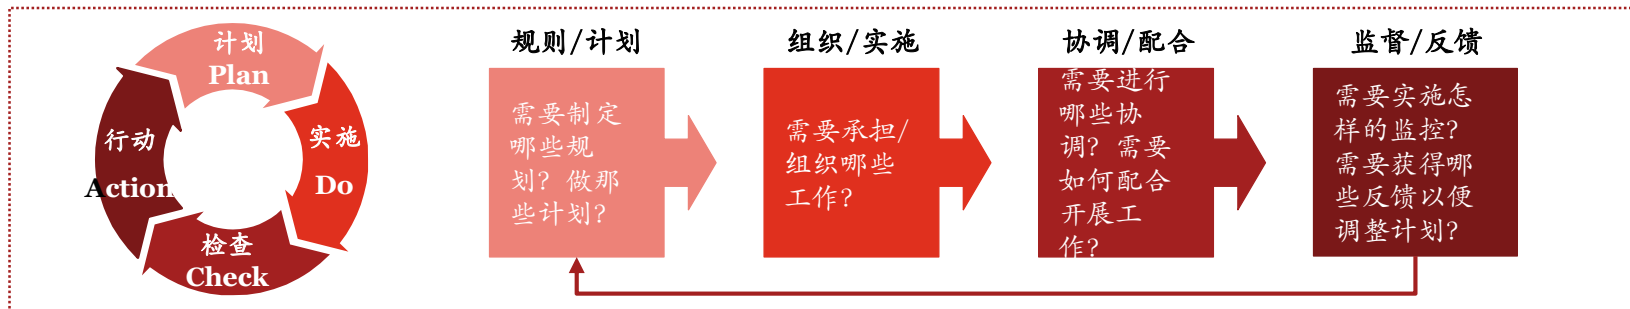 计划
Plan
实施
Do
检查
Check
行动
Action
规则/计划
需要制定
哪些规
划？做那
些计划？
组织/实施
需要承担/
组织哪些
工作？
协调/配合
需要进行
哪些协
调？需要
如何配合
开展工
作？
监督/反馈
需要实施怎
样的监控？
需要获得哪
些反馈以便
调整计划？